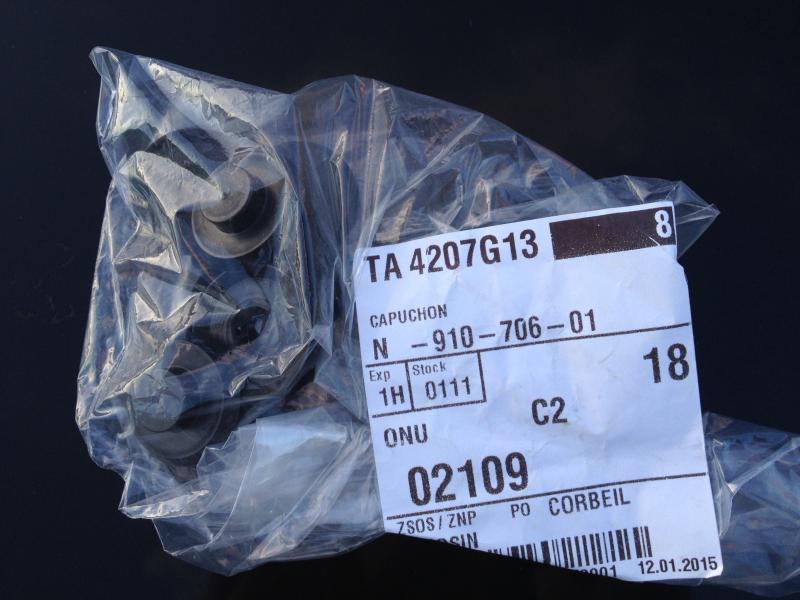 TA 4207G13 8
CAPUCHON
N -910-706-01
Exp Stock 18
1H 0111
C2
ONU
02109
ZSOS/ZNP PO CORBEIL
12.01.2015